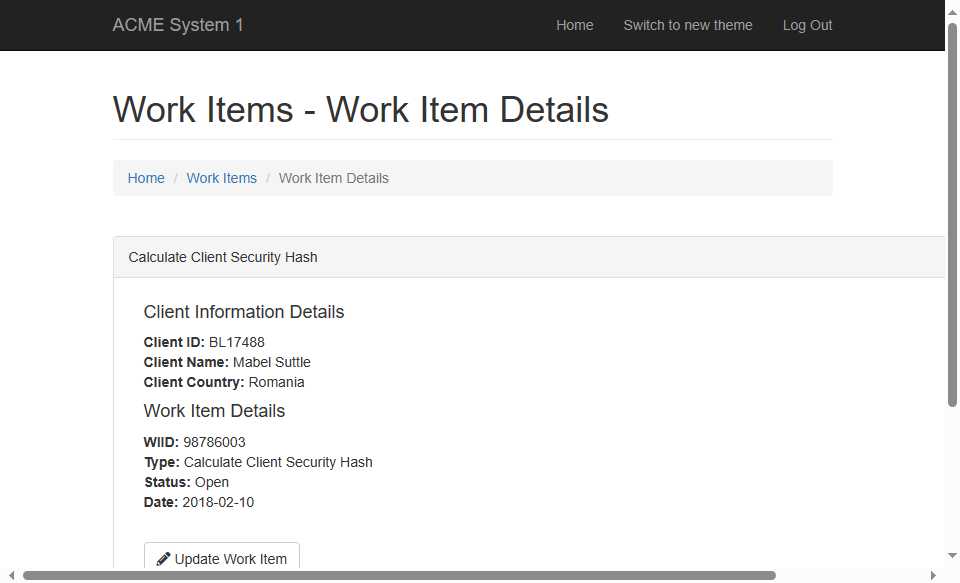 ACME System 1
Home
Switch to new theme
Log Out
Work Items - Work Item Details
Home / Work Items / Work Item Details
Calculate Client Security Hash
Client Information Details
Client ID: BL17488
Client Name: Mabel Suttle
Client Country: Romania
Work Item Details
WIID: 98786003
Type: Calculate Client Security Hash
Status: Open
Date: 2018-02-10
Update Work Item